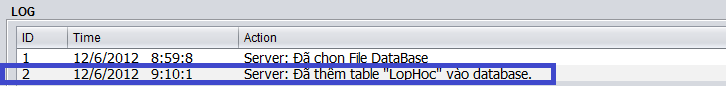 LOG
ID Time Action
1 12/6/2012 8:59:8 Server: Đã chọn File DataBase
2 12/6/2012 9:10:1 Server: Đã thêm table "LopHoc" vào database.